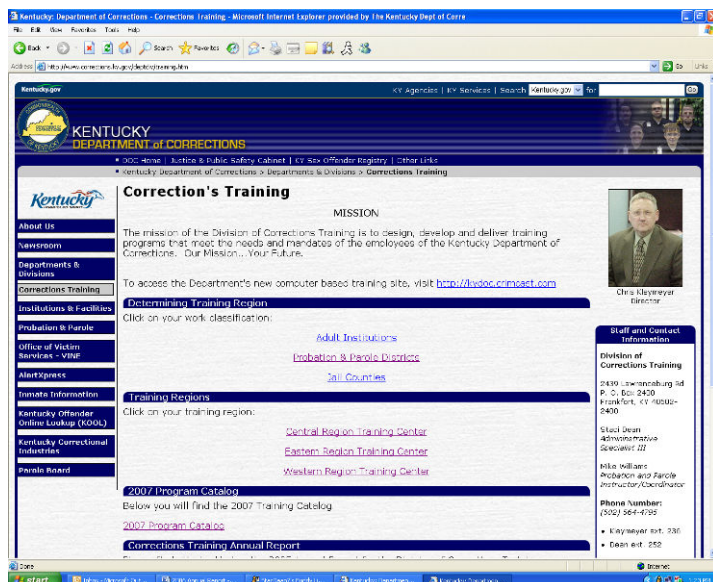 Kentucky: Department of Corrections - Corrections Training - Microsoft Internet Explorer provided by The Kentucky Dept of Corre
File Edit View Favorites Tools Help
Back Search Favorites
Address http://www.corrections.ky.gov/deptdiv/training.htm Go Links
Kentucky.gov KY Agencies | KY Services | Search Kentucky.gov for GO
KENTUCKY
DEPARTMENT of CORRECTIONS
DOC Home | Justice & Public Safety Cabinet | KY Sex Offender Registry | Other Links
Kentucky Department of Corrections > Departments & Divisions > Corrections Training
Kentucky
About Us
Newsroom
Departments &
Divisions
Corrections Training
Institutions & Facilities
Probation & Parole
Office of Victim
Services - VINE
AlertXpress
Inmate Information
Kentucky Offender
Online Lookup (KOOL)
Kentucky Correctional
Industries
Parole Board
Correction's Training
MISSION
The mission of the Division of Corrections Training is to design, develop and deliver training
programs that meet the needs and mandates of the employees of the Kentucky Department of
Corrections. Our Mission...Your Future.
To access the Department's new computer based training site, visit http://kydoc.crimcast.com
Determining Training Region
Click on your work classification:
Adult Institutions
Probation & Parole Districts
Jail Counties
Training Regions
Click on your training region:
Central Region Training Center
Eastern Region Training Center
Western Region Training Center
2007 Program Catalog
Below you will find the 2007 Training Catalog
2007 Program Catalog
Corrections Training Annual Report
Chris Kleymeyer
Director
Staff and Contact
Information
Division of
Corrections Training
2439 Lawrenceburg Rd
P. O. Box 2400
Frankfort, KY 40602-
2400
Staci Dean
Administrative
Specialist III
Mike Williams
Probation and Parole
Instructor/Coordinator
Phone Number:
(502) 564-4795
Kleymeyer ext. 236
Dean ext. 252
Done Internet
start